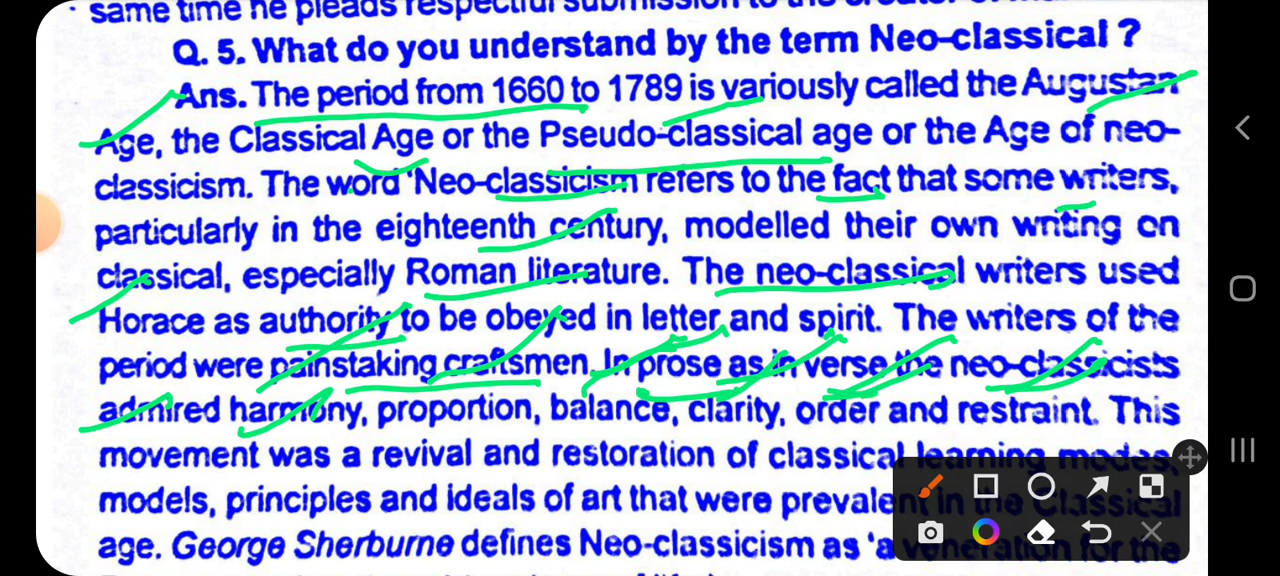 same time he pleads respectful submission to the
Q. 5. What do you understand by the term Neo-classical ?
Ans. The period from 1660 to 1789 is variously called the Augustan
Age, the Classical Age or the Pseudo-classical age or the Age of neo-
classicism. The word 'Neo-classicism refers to the fact that some writers,
particularly in the eighteenth century, modelled their own writing on
classical, especially Roman literature. The neo-classical writers used
Horace as authority to be obeyed in letter and spirit. The writers of the
period were painstaking craftsmen. In prose as in verse the neo-classicists
admired harmony, proportion, balance, clarity, order and restraint. This
movement was a revival and restoration of classical learning modes,
models, principles and ideals of art that were prevalent in the Classical
age. George Sherburne defines Neo-classicism as 'a veneration for the